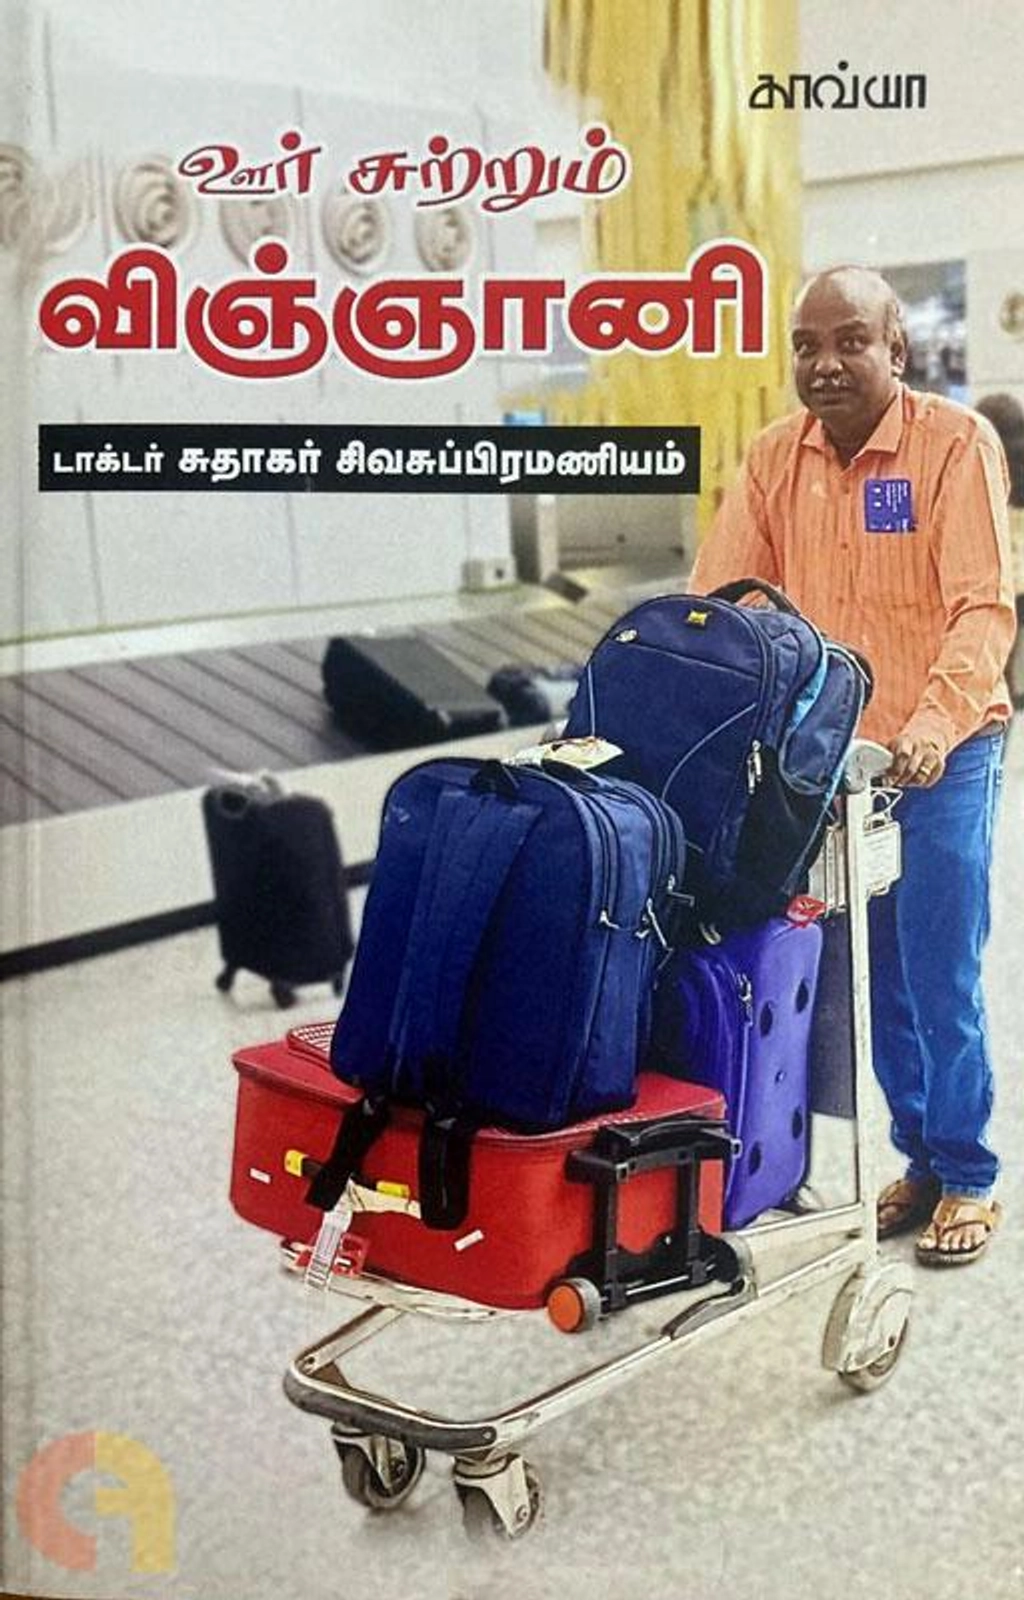 காவ்யா
ஊர் சுற்றும்
விஞ்ஞானி
டாக்டர் சுதாகர் சிவசுப்பிரமணியம்